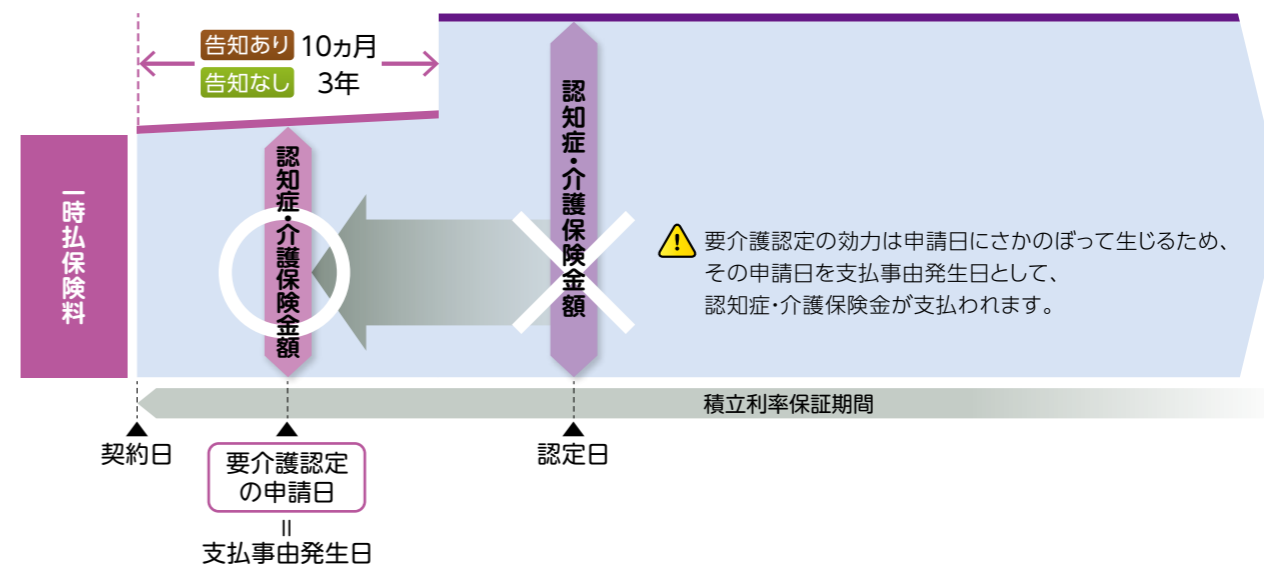 告知あり 10ヵ月
告知なし 3年
一時払保険料
認知症・介護保険金額
認知症・介護保険金額
要介護認定の効力は申請日にさかのぼって生じるため、
その申請日を支払事由発生日として、
認知症・介護保険金が支払われます。
積立利率保証期間
契約日
要介護認定
の申請日
=
支払事由発生日
認定日